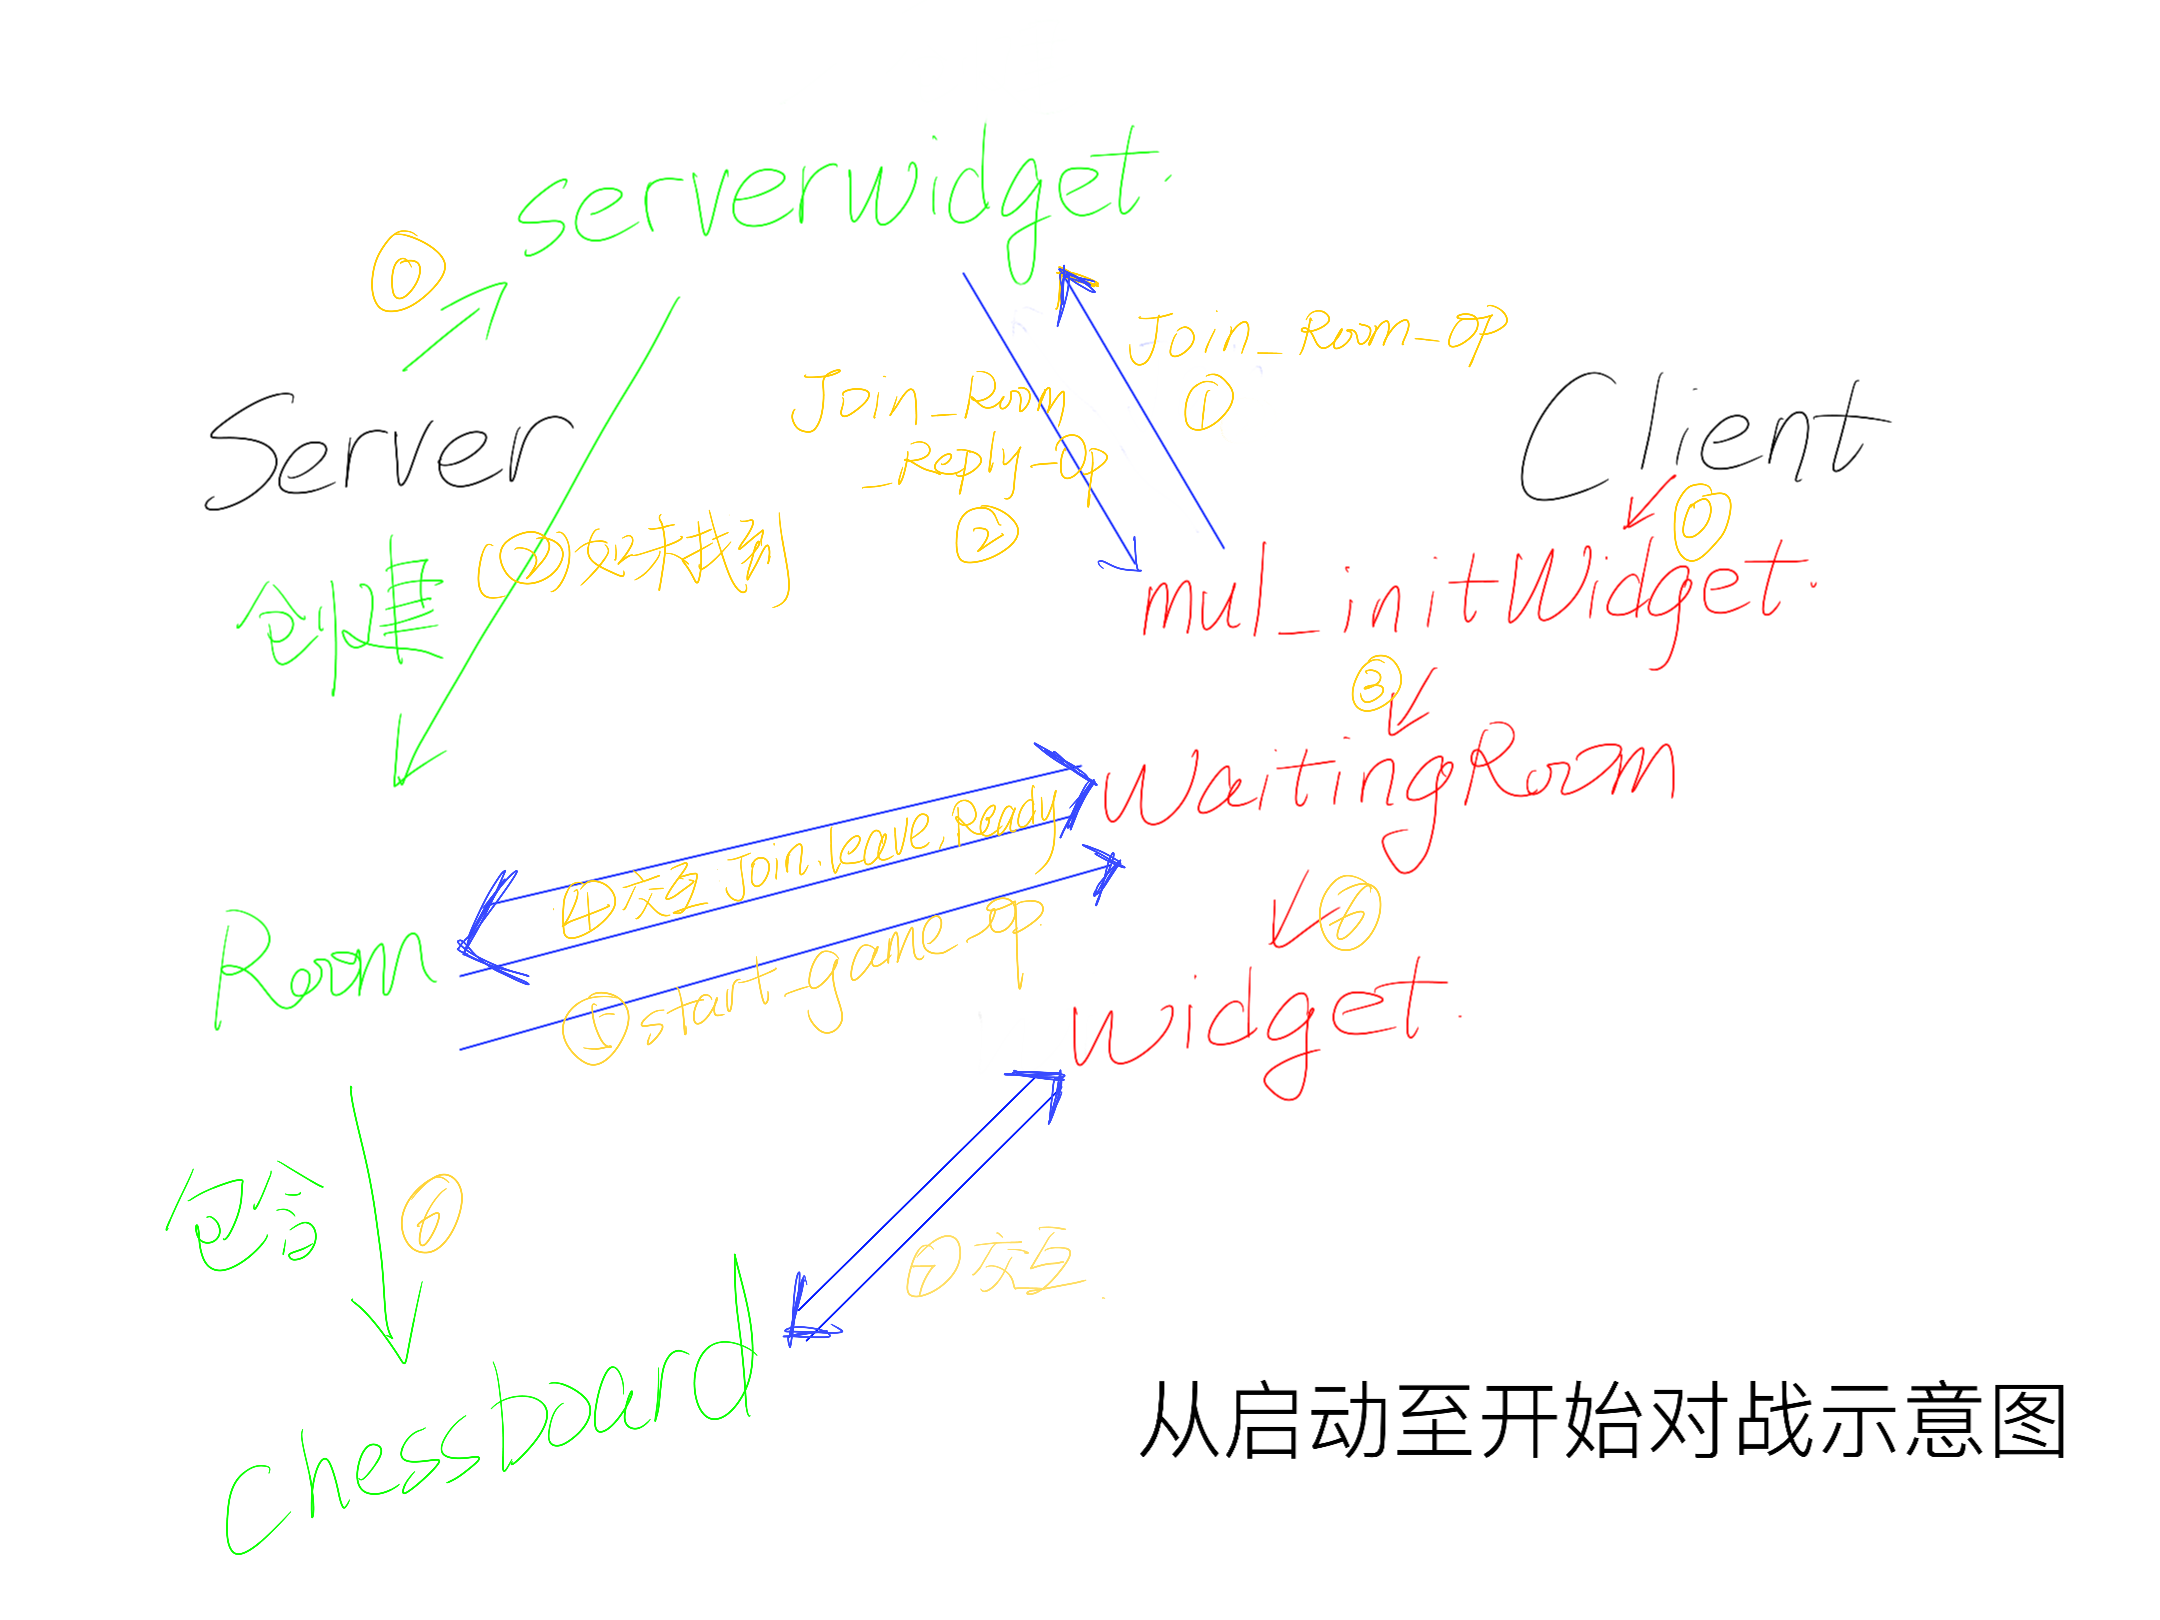 serverwidget.
⓪
Join_Room_OP
①
Join_Room
_Reply_Op
②
Server
Client
⓪
(②)如未找到
创建
mul_initWidget.
③
WaitingRoom
④交互 Join.leave.Ready
⑥
Room
⑤start_game_op
widget.
包含
⑥
⑦交互.
Chessboard
从启动至开始对战示意图